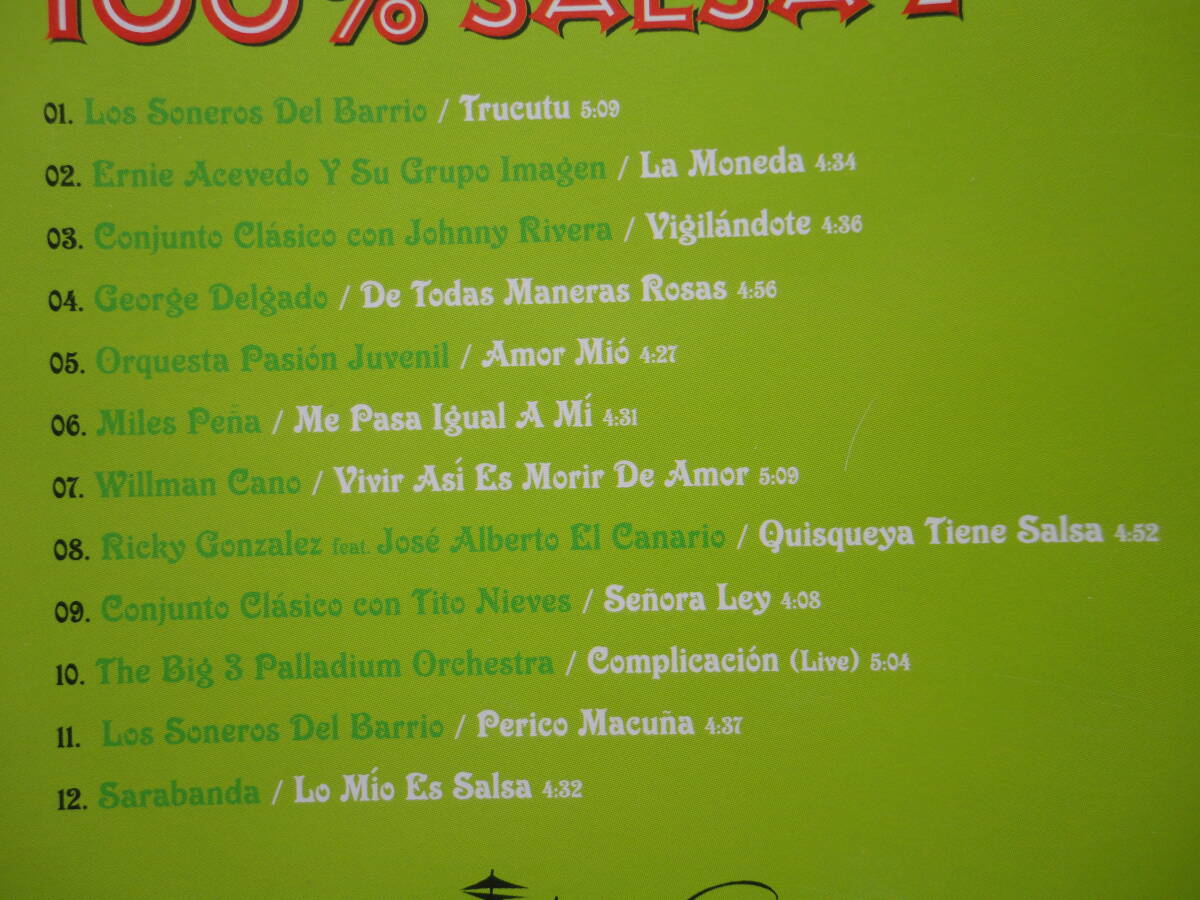 100% SALSA
01. Los Soneros Del Barrio / Trucutu 5:09
02. Ernie Acevedo Y Su Grupo Imagen / La Moneda 4:34
03. Conjunto Clásico con Johnny Rivera / Vigilándote 4:36
04. George Delgado / De Todas Maneras Rosas 4:56
05. Orquesta Pasión Juvenil / Amor Mió 4:27
06. Miles Peña / Me Pasa Igual A Mí 4:31
07. Willman Cano / Vivir Así Es Morir De Amor 5:09
08. Ricky Gonzalez feat. José Alberto El Canario / Quisqueya Tiene Salsa 4:52
09. Conjunto Clásico con Tito Nieves / Señora Ley 4:08
10. The Big 3 Palladium Orchestra / Complicación (Live) 5:04
11. Los Soneros Del Barrio / Perico Macuña 4:37
12. Sarabanda / Lo Mío Es Salsa 4:32